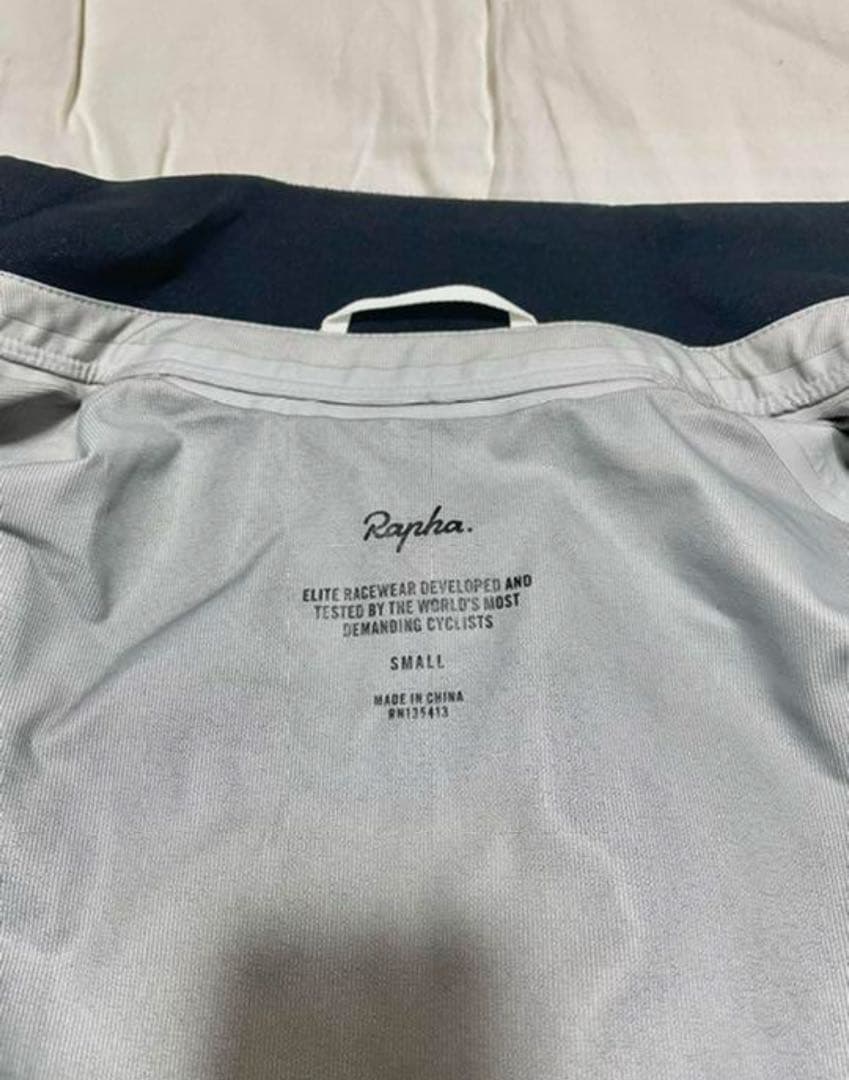 Rapha.
ELITE RACEWEAR DEVELOPED AND
TESTED BY THE WORLD'S MOST
DEMANDING CYCLISTS
SMALL
MADE IN CHINA
RN135413